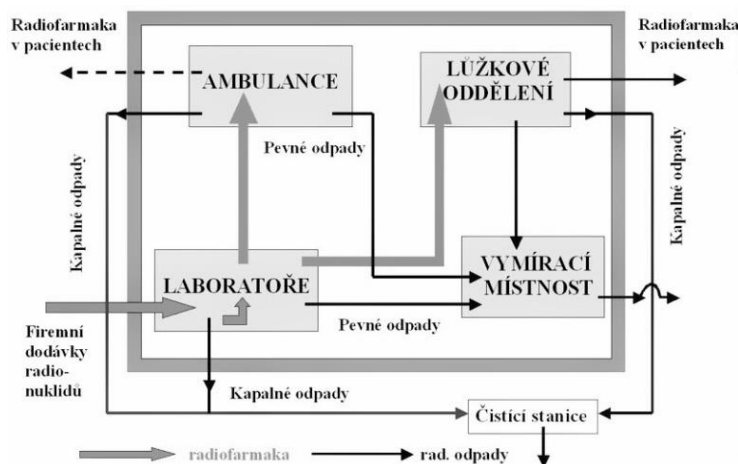 Radiofarmaka
v pacientech
Radiofarmaka
v pacientech
AMBULANCE
LŮŽKOVÉ
ODDĚLENÍ
Pevné odpady
Kapalné odpady
Kapalné odpady
LABORATOŘE
VYMÍRACÍ
MÍSTNOST
Pevné odpady
Firemní
dodávky
radio-
nuklidů
Kapalné odpady
Čistící stanice
radiofarmaka
rad. odpady